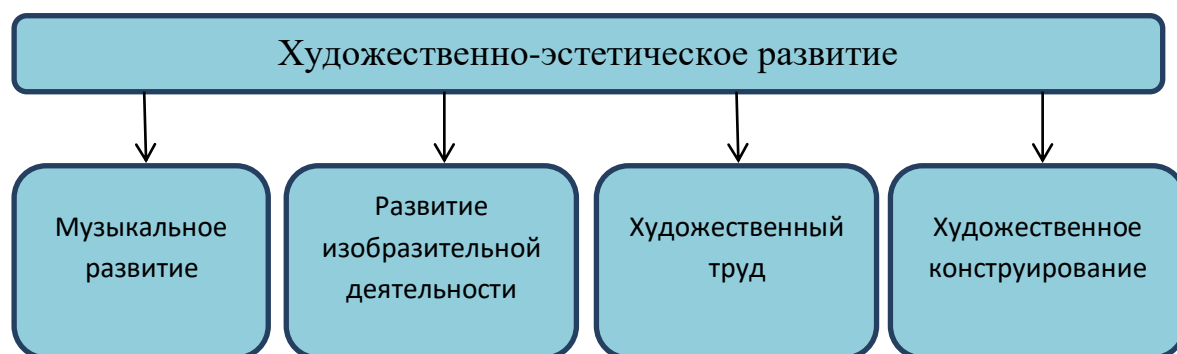 Художественно-эстетическое развитие
Музыкальное
развитие
Развитие
изобразительной
деятельности
Художественный
труд
Художественное
конструирование